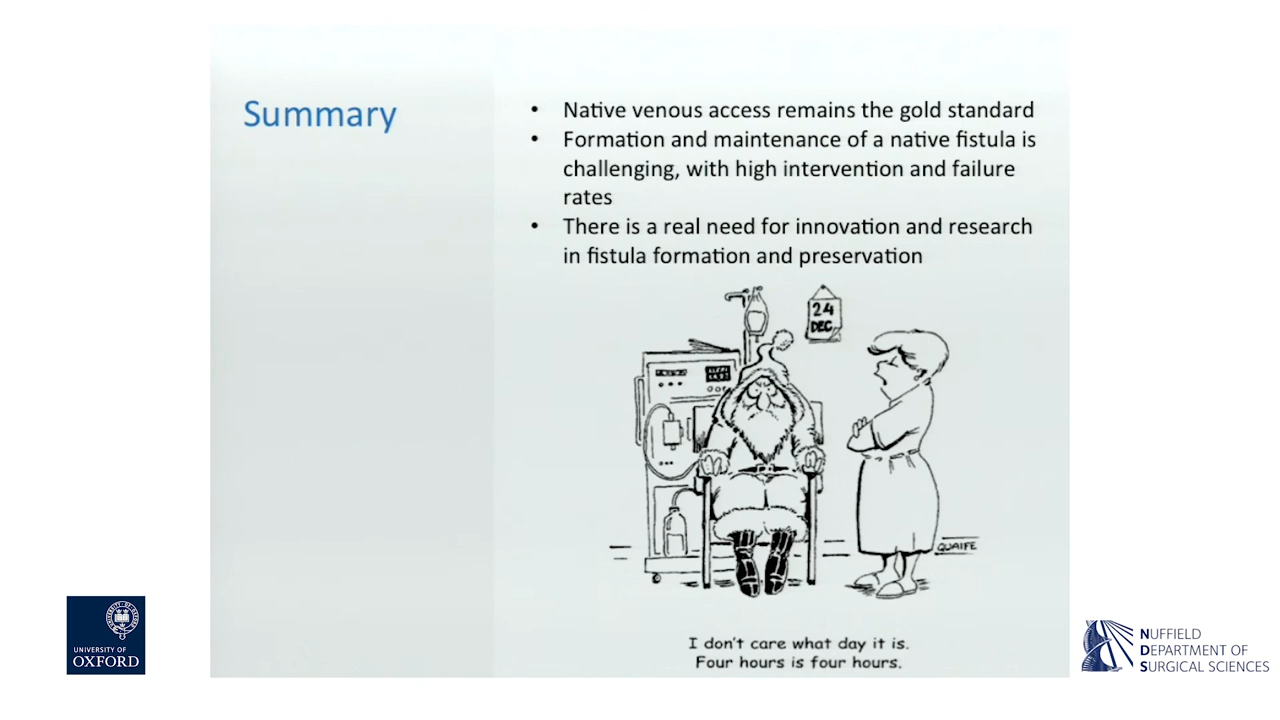 Summary
• Native venous access remains the gold standard
• Formation and maintenance of a native fistula is
challenging, with high intervention and failure
rates
• There is a real need for innovation and research
in fistula formation and preservation
24
DEC
QUAIFE
I don't care what day it is.
Four hours is four hours.
UNIVERSITY OF
OXFORD
NUFFIELD
DEPARTMENT OF
SURGICAL SCIENCES